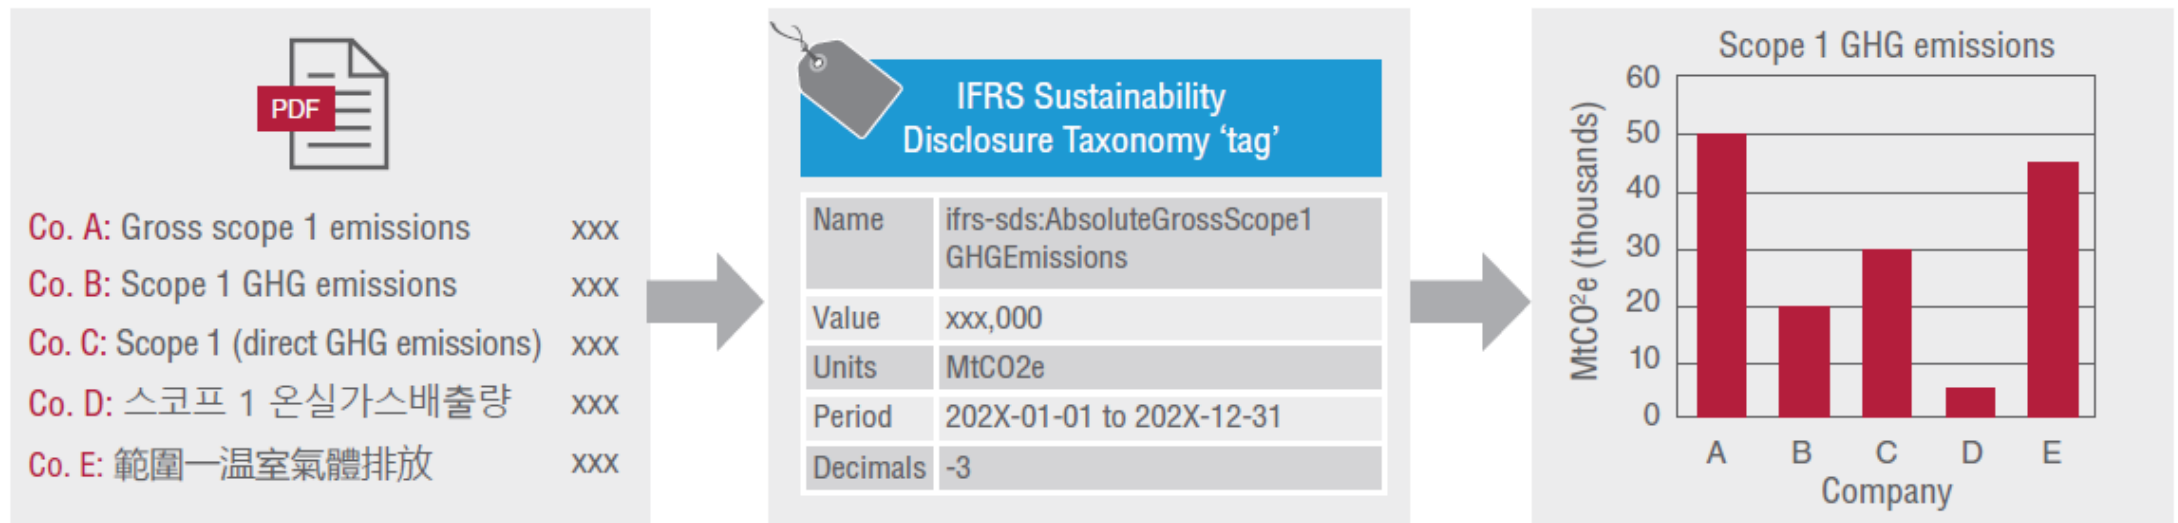 PDF
Co. A: Gross scope 1 emissions xxx
Co. B: Scope 1 GHG emissions xxx
Co. C: Scope 1 (direct GHG emissions) xxx
Co. D: 스코프 1 온실가스배출량 xxx
Co. E: 範圍一温室氣體排放 xxx
IFRS Sustainability
Disclosure Taxonomy ‘tag’
Name ifrs-sds:AbsoluteGrossScope1
GHGEmissions
Value xxx,000
Units MtCO2e
Period 202X-01-01 to 202X-12-31
Decimals -3
Scope 1 GHG emissions
MtCO²e (thousands)
60
50
40
30
20
10
0
A B C D E
Company